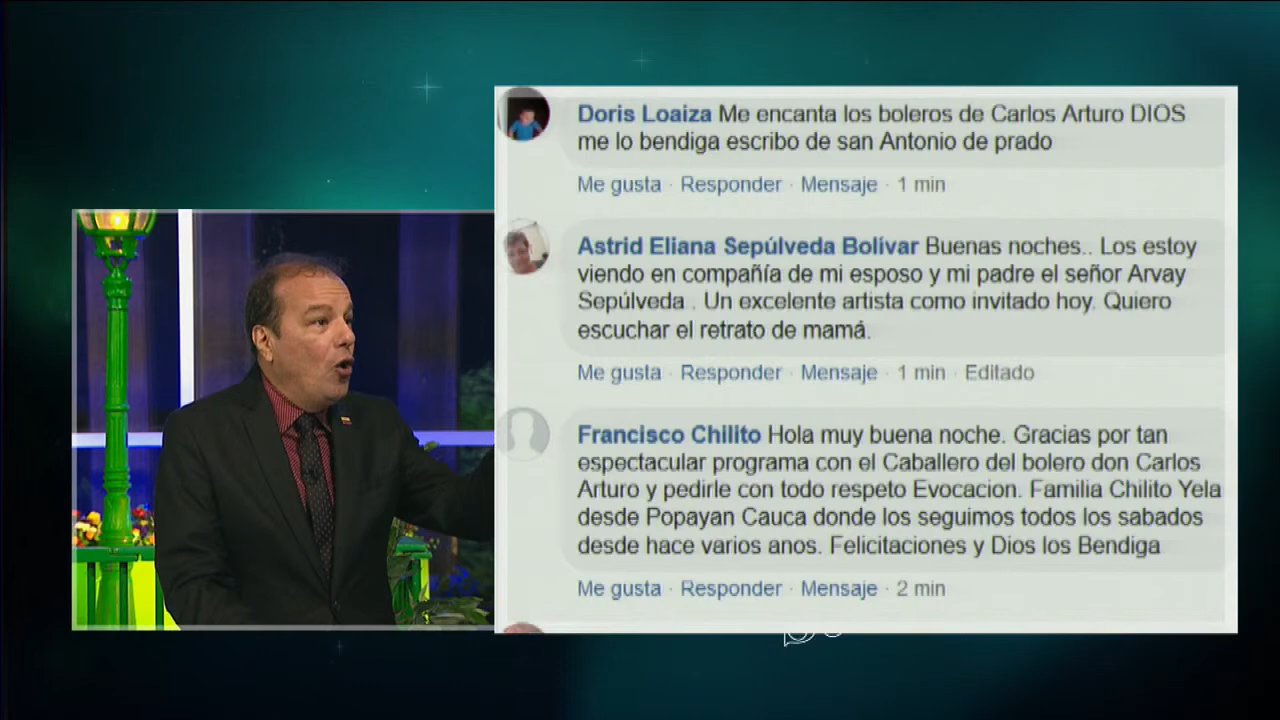 Doris Loaiza Me encanta los boleros de Carlos Arturo DIOS
me lo bendiga escribo de san Antonio de prado
Me gusta · Responder · Mensaje · 1 min
Astrid Eliana Sepúlveda Bolívar Buenas noches.. Los estoy
viendo en compañía de mi esposo y mi padre el señor Arvay
Sepúlveda . Un excelente artista como invitado hoy. Quiero
escuchar el retrato de mamá.
Me gusta · Responder · Mensaje · 1 min · Editado
Francisco Chilito Hola muy buena noche. Gracias por tan
espectacular programa con el Caballero del bolero don Carlos
Arturo y pedirle con todo respeto Evocacion. Familia Chilito Yela
desde Popayan Cauca donde los seguimos todos los sabados
desde hace varios anos. Felicitaciones y Dios los Bendiga
Me gusta · Responder · Mensaje · 2 min